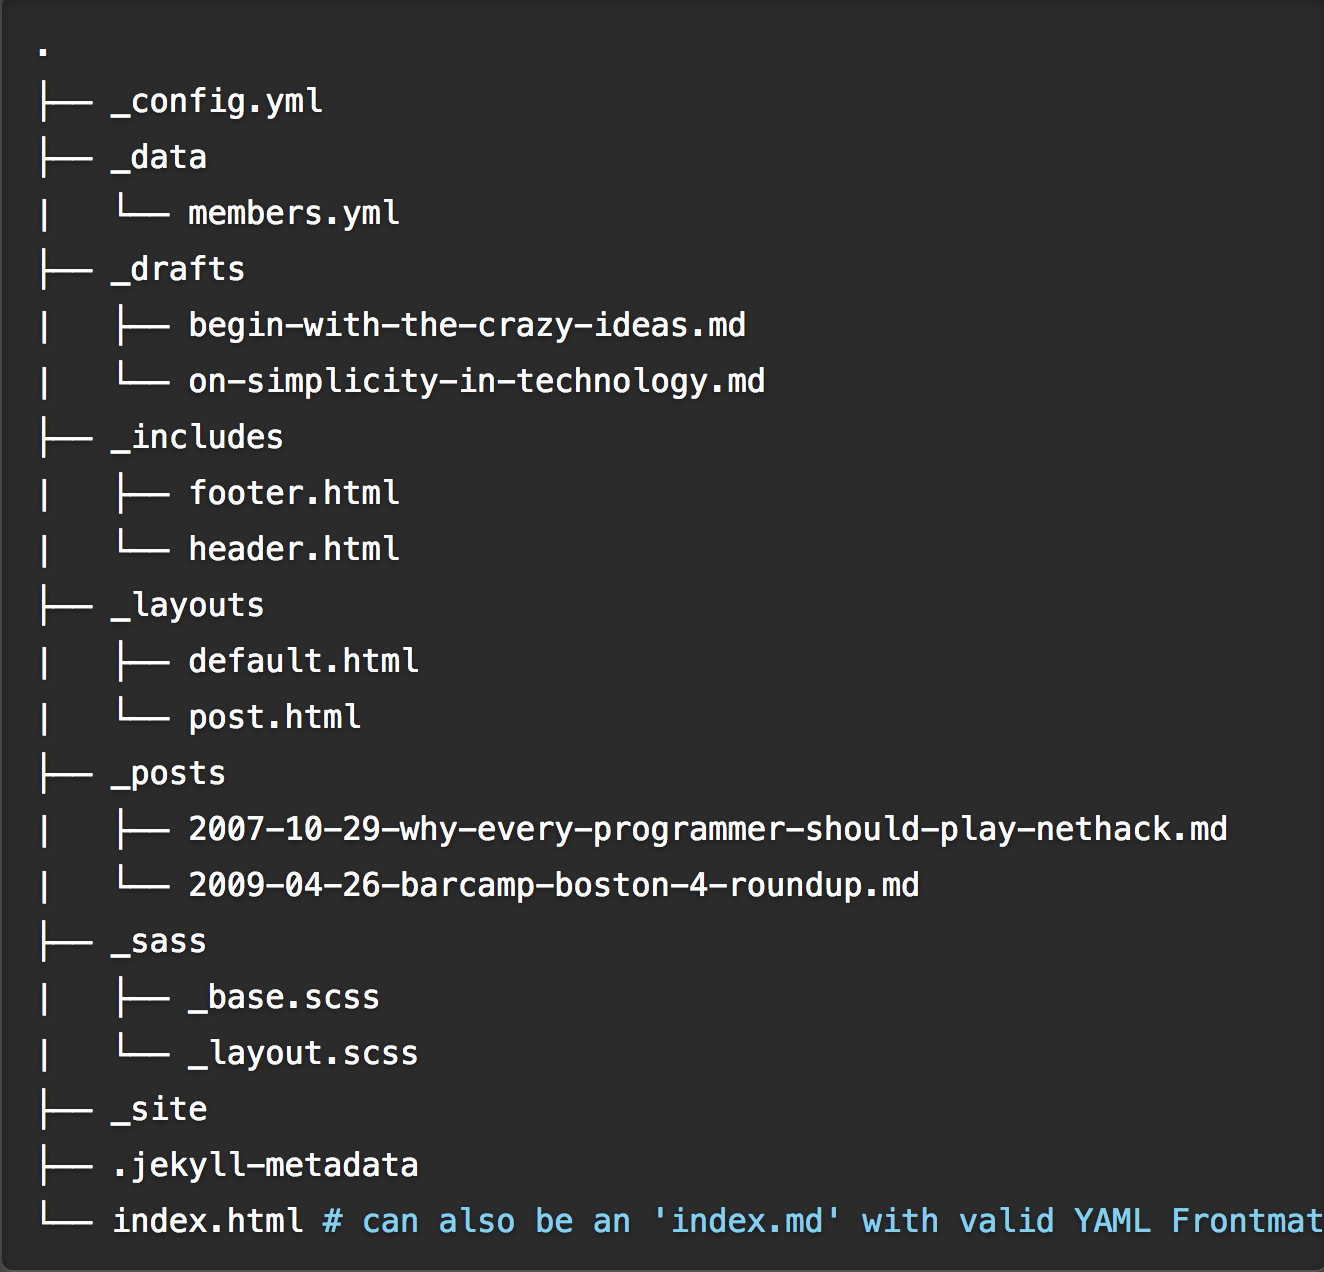 .
├── _config.yml
├── _data
|   └── members.yml
├── _drafts
|   ├── begin-with-the-crazy-ideas.md
|   └── on-simplicity-in-technology.md
├── _includes
|   ├── footer.html
|   └── header.html
├── _layouts
|   ├── default.html
|   └── post.html
├── _posts
|   ├── 2007-10-29-why-every-programmer-should-play-nethack.md
|   └── 2009-04-26-barcamp-boston-4-roundup.md
├── _sass
|   ├── _base.scss
|   └── _layout.scss
├── _site
├── .jekyll-metadata
└── index.html # can also be an 'index.md' with valid YAML Frontmat